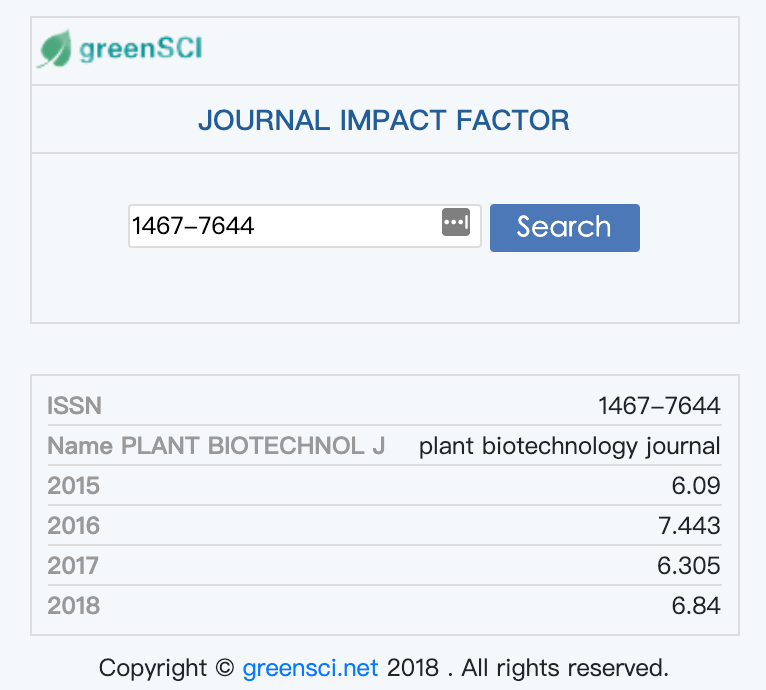 greenSCI
JOURNAL IMPACT FACTOR
1467-7644 Search
ISSN 1467-7644
Name PLANT BIOTECHNOL J plant biotechnology journal
2015 6.09
2016 7.443
2017 6.305
2018 6.84
Copyright © greensci.net 2018 . All rights reserved.